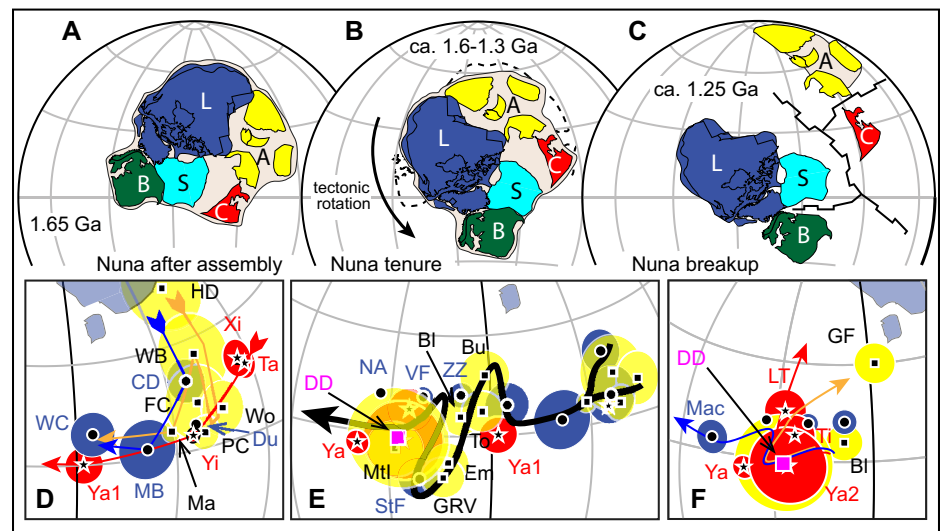 A
B
C
ca. 1.6-1.3 Ga
ca. 1.25 Ga
L
A
B
S
C
1.65 Ga
Nuna after assembly
L
A
C
S
B
tectonic
rotation
Nuna tenure
A
C
L
S
B
Nuna breakup
HD
Xi
WB
Ta
CD
FC
WC
Wo
Du
PC
Yi
Ya1
MB
Ma
D
Bl
Bu
NA
VF
ZZ
DD
Ya
To
Ya1
Mtl
Em
StF
GRV
E
GF
DD
LT
Mac
Ti
Ya
Bl
Ya2
F